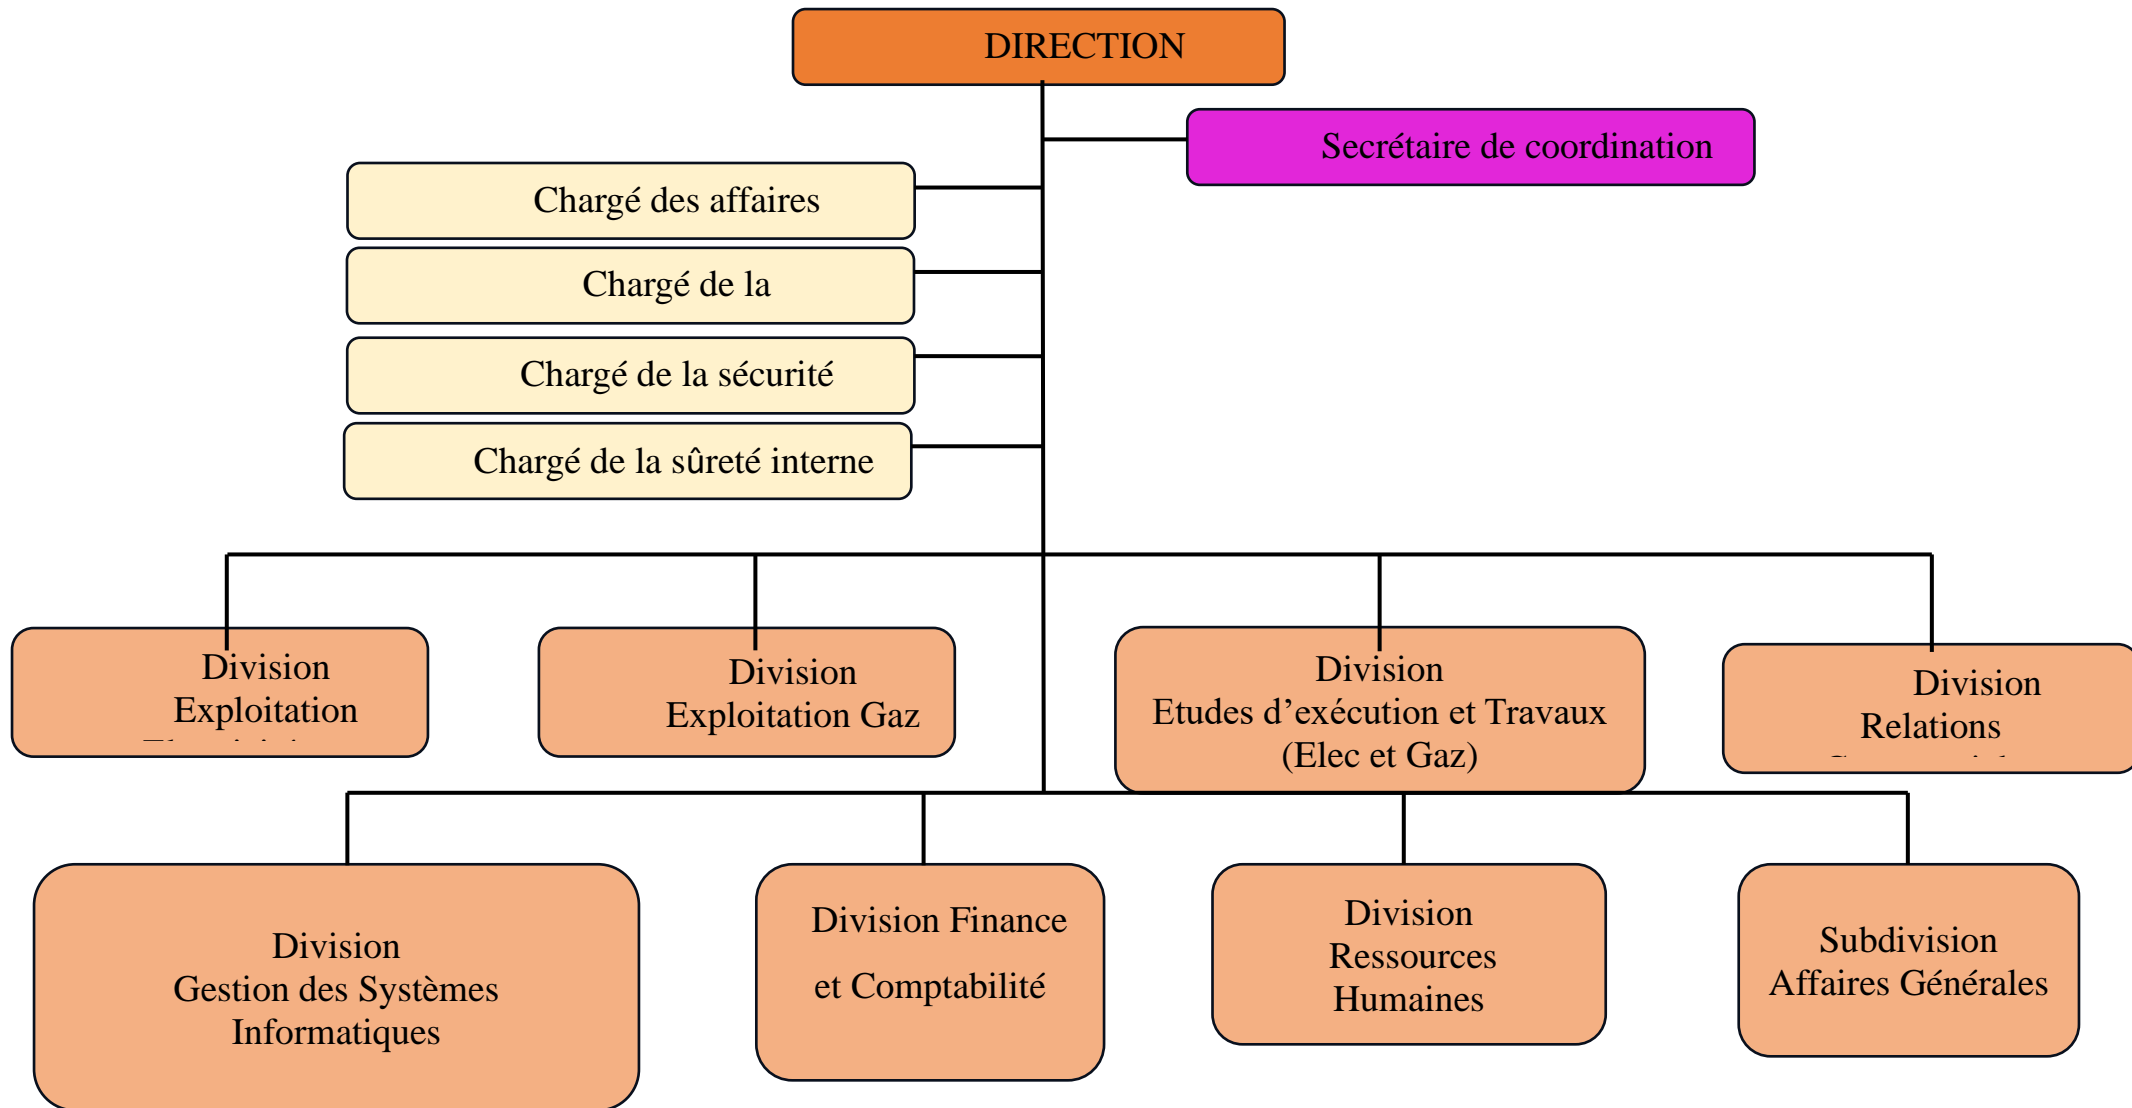 DIRECTION
Secrétaire de coordination
Chargé des affaires
Chargé de la
Chargé de la sécurité
Chargé de la sûreté interne
Division
Exploitation
Division
Exploitation Gaz
Division
Etudes d’exécution et Travaux
(Elec et Gaz)
Division
Relations
Division
Gestion des Systèmes
Informatiques
Division Finance
et Comptabilité
Division
Ressources
Humaines
Subdivision
Affaires Générales